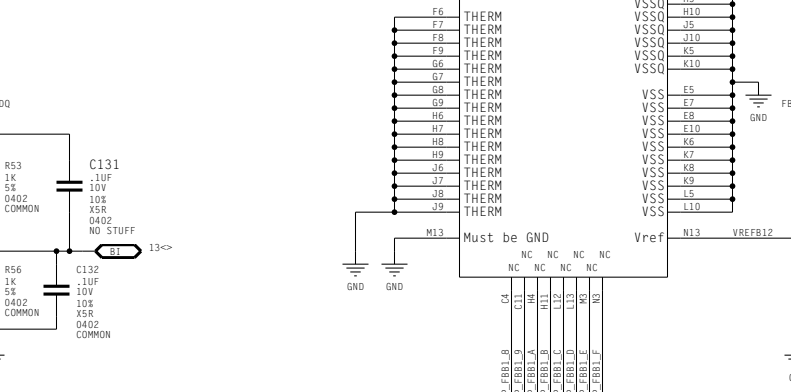 VSSQ
F6 THERM VSSQ H10
F7 THERM VSSQ J5
F8 THERM VSSQ J10
F9 THERM VSSQ K5
G6 THERM VSSQ K10
G7 THERM
G8 THERM VSS E5
G9 THERM VSS E7
H6 THERM VSS E8
H7 THERM VSS E10
H8 THERM VSS K6
H9 THERM VSS K7
J6 THERM VSS K8
J7 THERM VSS K9
J8 THERM VSS L5
J9 THERM VSS L10
GND
M13 Must be GND Vref N13 VREFB12
NC NC NC NC
NC NC NC NC
GND GND
C4
C11
H4
H11
L12
L13
M3
N3
FBB1_8
FBB1_9
FBB1_A
FBB1_B
FBB1_C
FBB1_D
FBB1_E
FBB1_F
R53
1K
5%
0402
COMMON
C131
.1UF
10V
10%
X5R
0402
NO STUFF
BI 13<>
R56
1K
5%
0402
COMMON
C132
.1UF
10V
10%
X5R
0402
COMMON